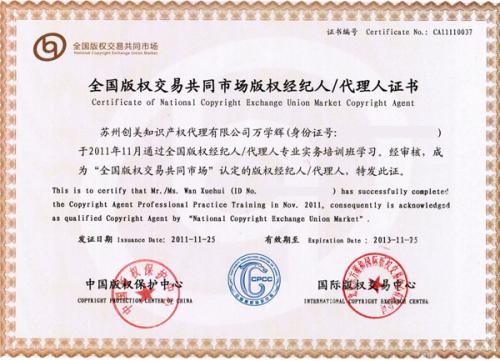 全国版权交易共同市场
National Copyright Exchange Union Market
证书编号 Certificate No.: CA11110037
全国版权交易共同市场版权经纪人/代理人证书
Certificate of National Copyright Exchange Union Market Copyright Agent
苏州创美知识产权代理有限公司万学辉(身份证号: )
于2011年11月通过全国版权经纪人/代理人专业实务培训班学习。经审核，成
为“全国版权交易共同市场”认定的版权经纪人/代理人，特发此证。
This is to certify that Mr./Ms. Wan Xuehui (ID No. ) has successfully completed
the Copyright Agent Professional Practice Training in Nov. 2011, consequently is acknowledged
as qualified Copyright Agent by “National Copyright Exchange Union Market”.
发证日期 Issuance Date: 2011-11-25 有效期至 Expiration Date : 2013-11-25
中国版权保护中心
COPYRIGHT PROTECTION CENTER OF CHINA
中国版权保护中心
CPCC
国际版权交易中心
INTERNATIONAL COPYRIGHT EXCHANGE CENTER